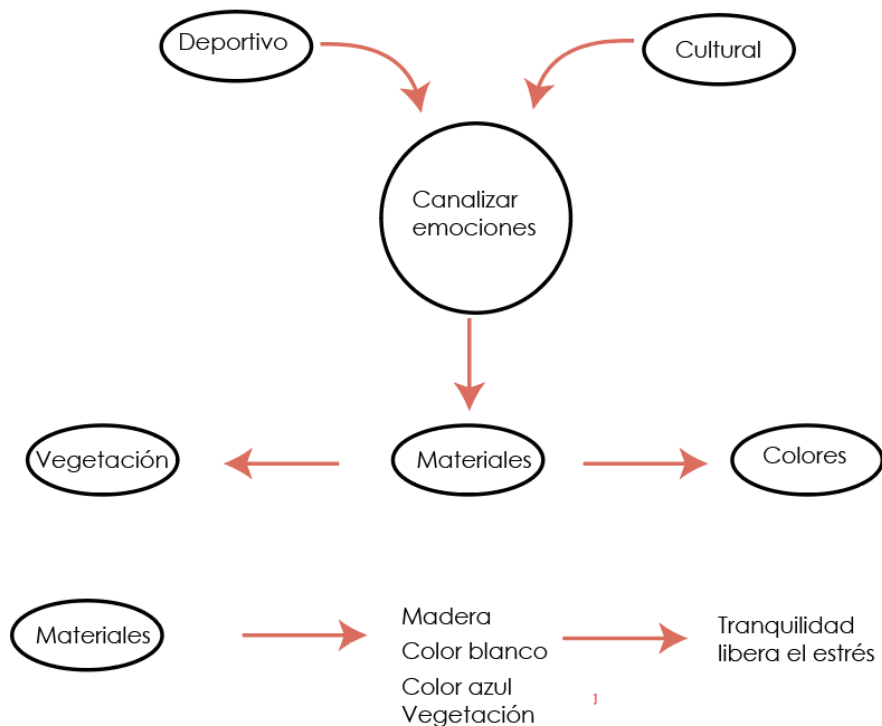 Deportivo
Cultural
Canalizar
emociones
Vegetación
Materiales
Colores
Materiales
Madera
Color blanco
Color azul
Vegetación
Tranquilidad
libera el estrés